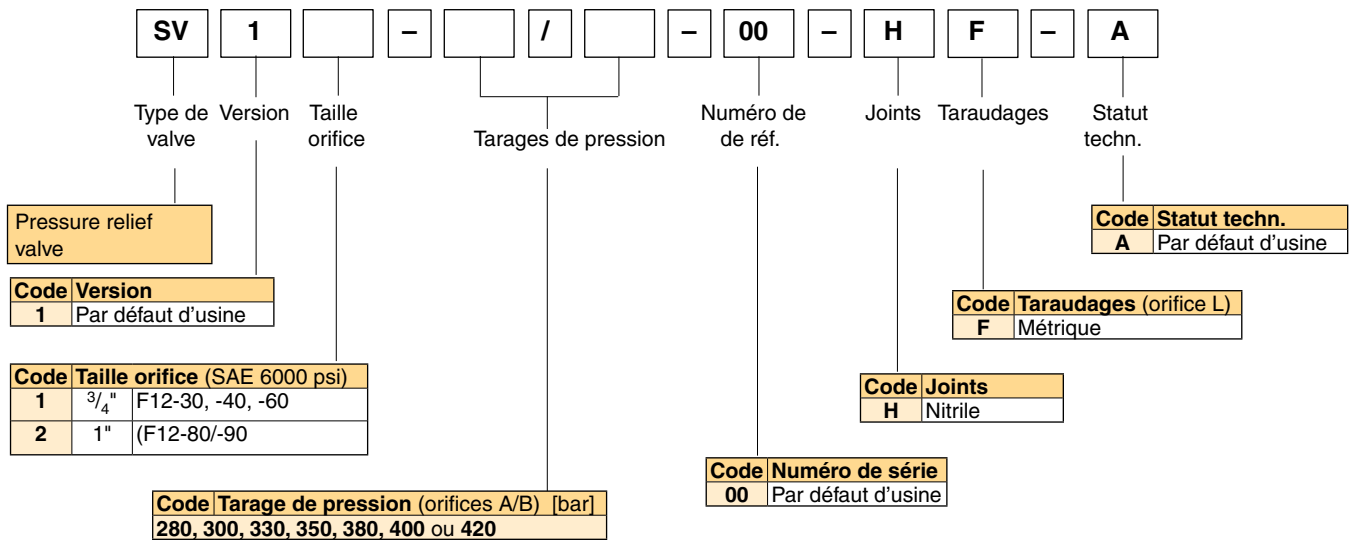 SV 1 – / – 00 – H F – A
Type de valve
Version
Taille orifice
Tarages de pression
Numéro de de réf.
Joints
Taraudages
Statut techn.
Pressure relief valve
Code Statut techn.
A Par défaut d'usine
Code Version
1 Par défaut d'usine
Code Taraudages (orifice L)
F Métrique
Code Taille orifice (SAE 6000 psi)
1 3/4" F12-30, -40, -60
2 1" (F12-80/-90
Code Joints
H Nitrile
Code Numéro de série
00 Par défaut d'usine
Code Tarage de pression (orifices A/B) [bar]
280, 300, 330, 350, 380, 400 ou 420